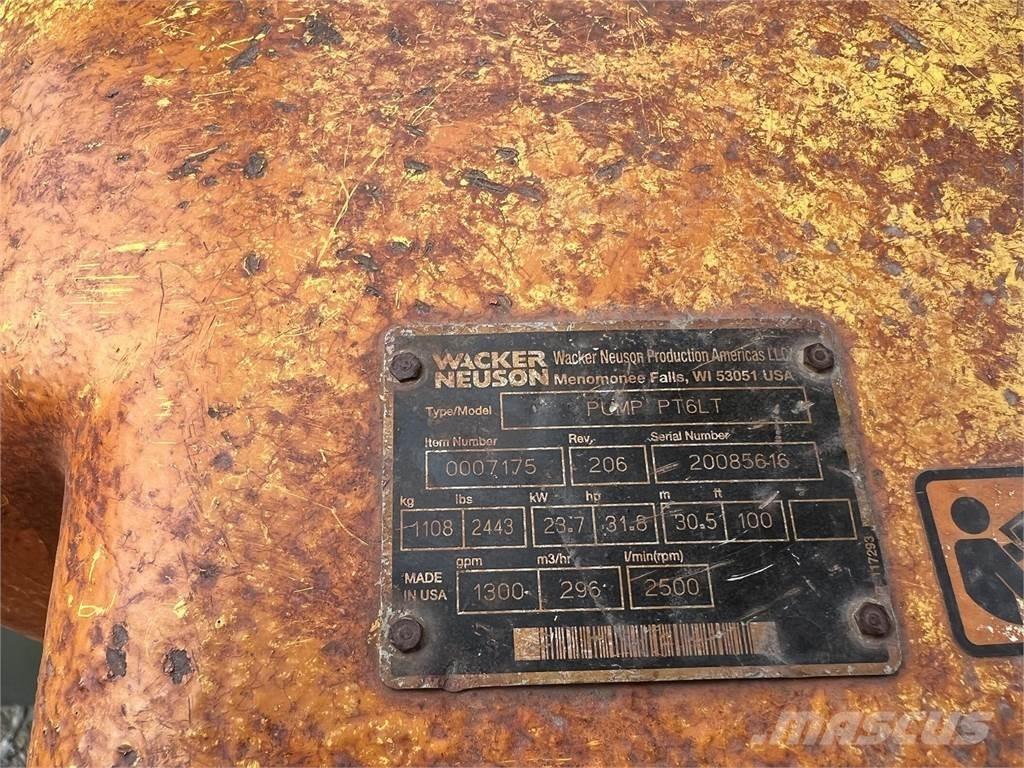 WACKER NEUSON Wacker Neuson Production Americas LLC
Menomonee Falls, WI 53051 USA
Type/Model PUMP PT6LT
Item Number Rev. Serial Number
0007175 206 20085616
kg lbs kW hp m ft
1108 2443 23.7 31.8 30.5 100
gpm m3/hr l/min(rpm)
MADE IN USA 1300 296 2500
117293
MASCUS